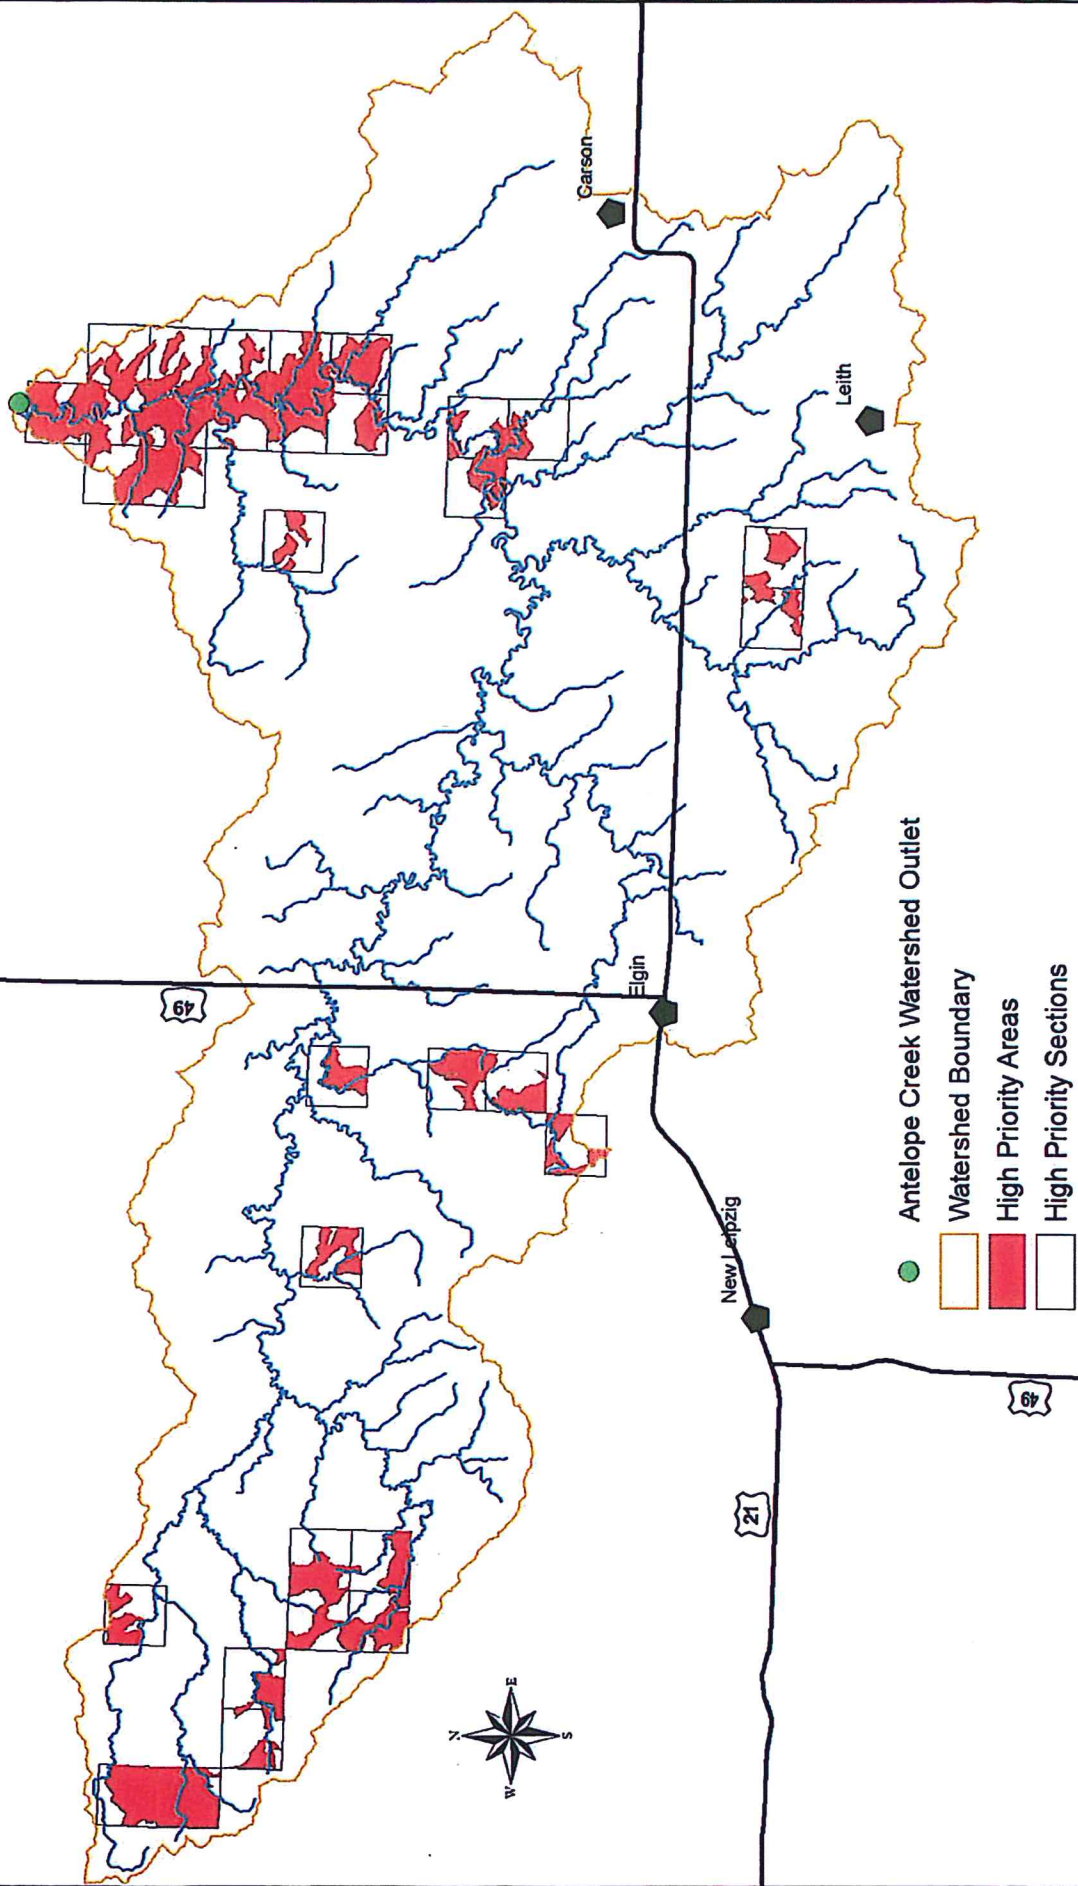 Carson
Leith
49
Elgin
New Leipzig
21
49
N
W
E
S
Antelope Creek Watershed Outlet
Watershed Boundary
High Priority Areas
High Priority Sections